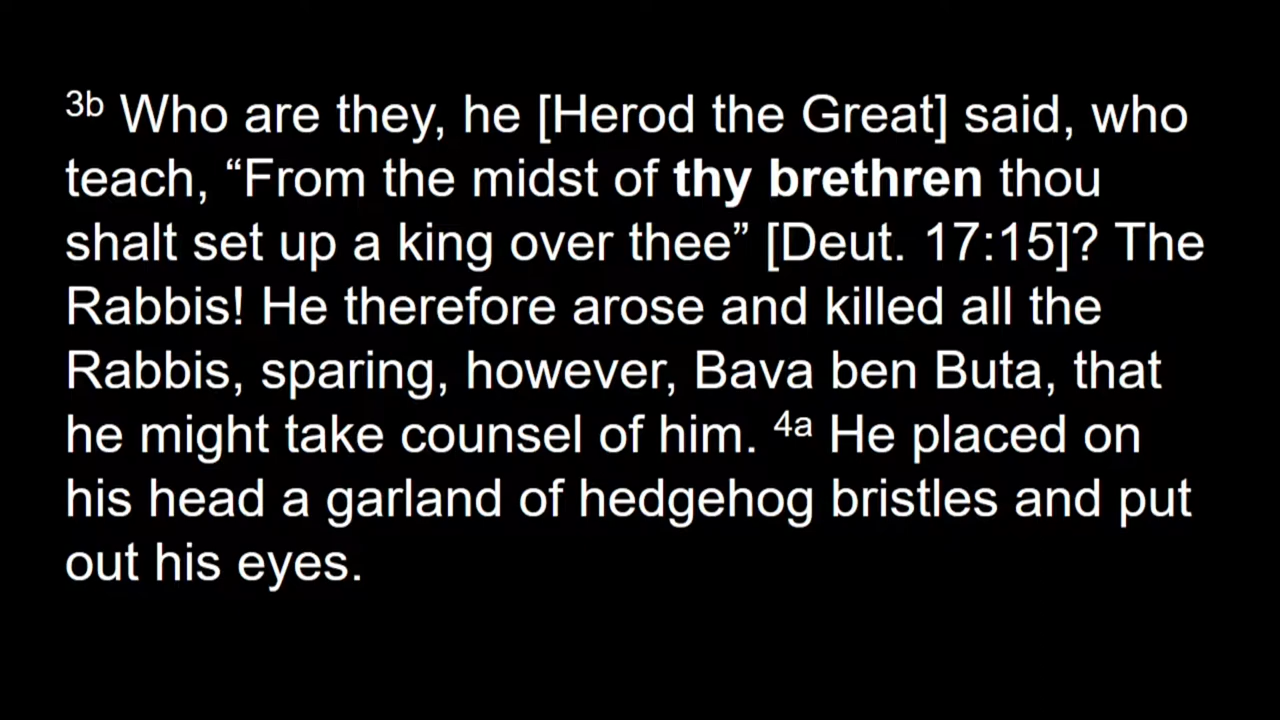 3b Who are they, he [Herod the Great] said, who
teach, “From the midst of thy brethren thou
shalt set up a king over thee” [Deut. 17:15]? The
Rabbis! He therefore arose and killed all the
Rabbis, sparing, however, Bava ben Buta, that
he might take counsel of him. 4a He placed on
his head a garland of hedgehog bristles and put
out his eyes.